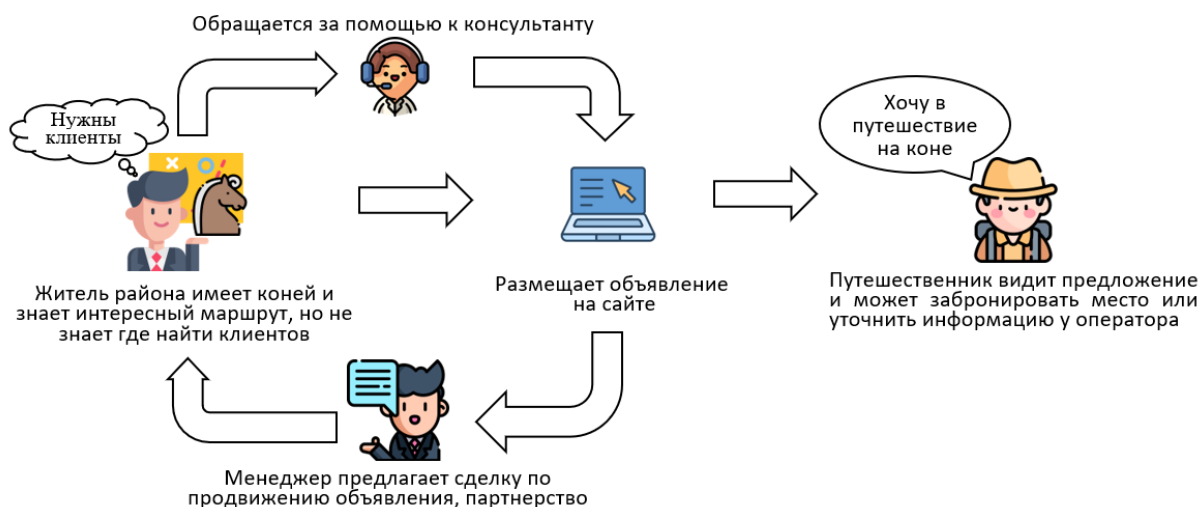 Обращается за помощью к консультанту
Нужны
клиенты
Хочу в
путешествие
на коне
Житель района имеет коней и
знает интересный маршрут, но не
знает где найти клиентов
Размещает объявление
на сайте
Путешественник видит предложение
и может забронировать место или
уточнить информацию у оператора
Менеджер предлагает сделку по
продвижению объявления, партнерство